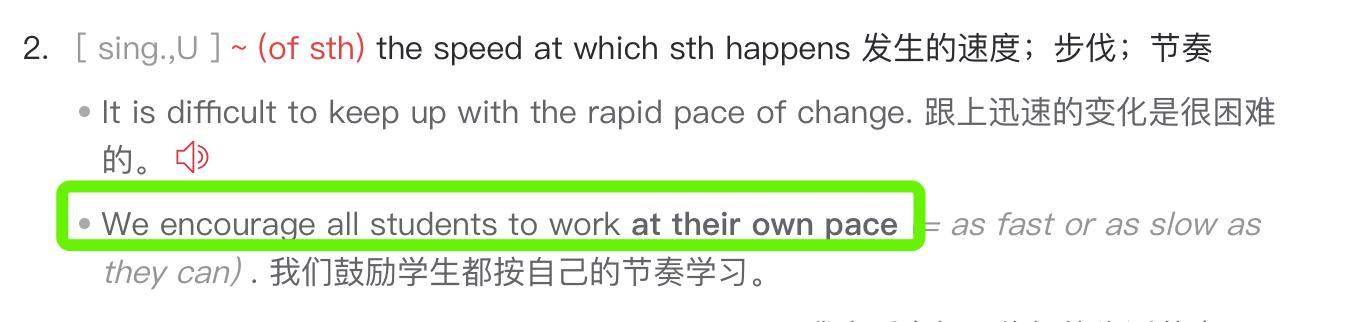 2. [ sing.,U ] ~ (of sth) the speed at which sth happens 发生的速度；步伐；节奏
• It is difficult to keep up with the rapid pace of change. 跟上迅速的变化是很困难
的。
• We encourage all students to work at their own pace = as fast or as slow as
they can) . 我们鼓励学生都按自己的节奏学习。